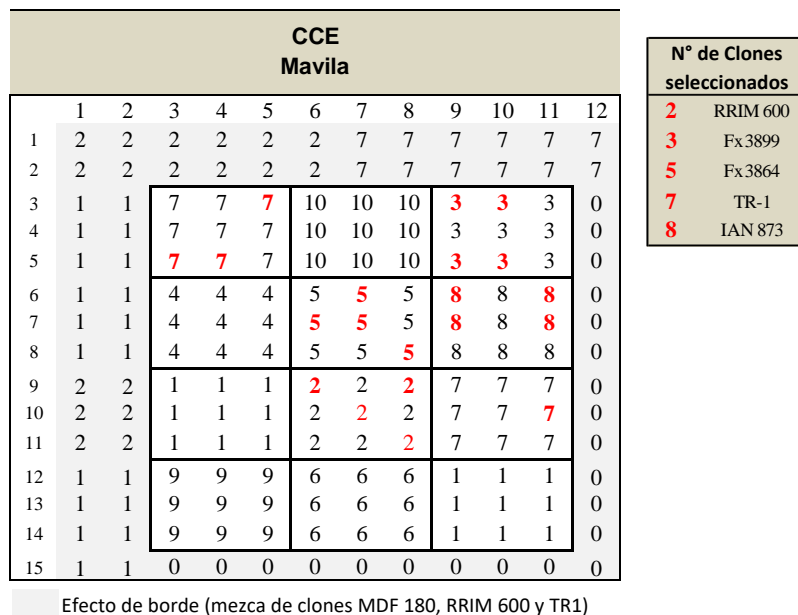 CCE
Mavila
N° de Clones
seleccionados
2 RRIM 600
3 Fx3899
5 Fx3864
7 TR-1
8 IAN 873
1 2 3 4 5 6 7 8 9 10 11 12
1 2 2 2 2 2 2 7 7 7 7 7 7
2 2 2 2 2 2 2 7 7 7 7 7 7
3 1 1 7 7 7 10 10 10 3 3 3 0
4 1 1 7 7 7 10 10 10 3 3 3 0
5 1 1 7 7 7 10 10 10 3 3 3 0
6 1 1 4 4 4 5 5 5 8 8 8 0
7 1 1 4 4 4 5 5 5 8 8 8 0
8 1 1 4 4 4 5 5 5 8 8 8 0
9 2 2 1 1 1 2 2 2 7 7 7 0
10 2 2 1 1 1 2 2 2 7 7 7 0
11 2 2 1 1 1 2 2 2 7 7 7 0
12 1 1 9 9 9 6 6 6 1 1 1 0
13 1 1 9 9 9 6 6 6 1 1 1 0
14 1 1 9 9 9 6 6 6 1 1 1 0
15 1 1 0 0 0 0 0 0 0 0 0 0
Efecto de borde (mezca de clones MDF 180, RRIM 600 y TR1)